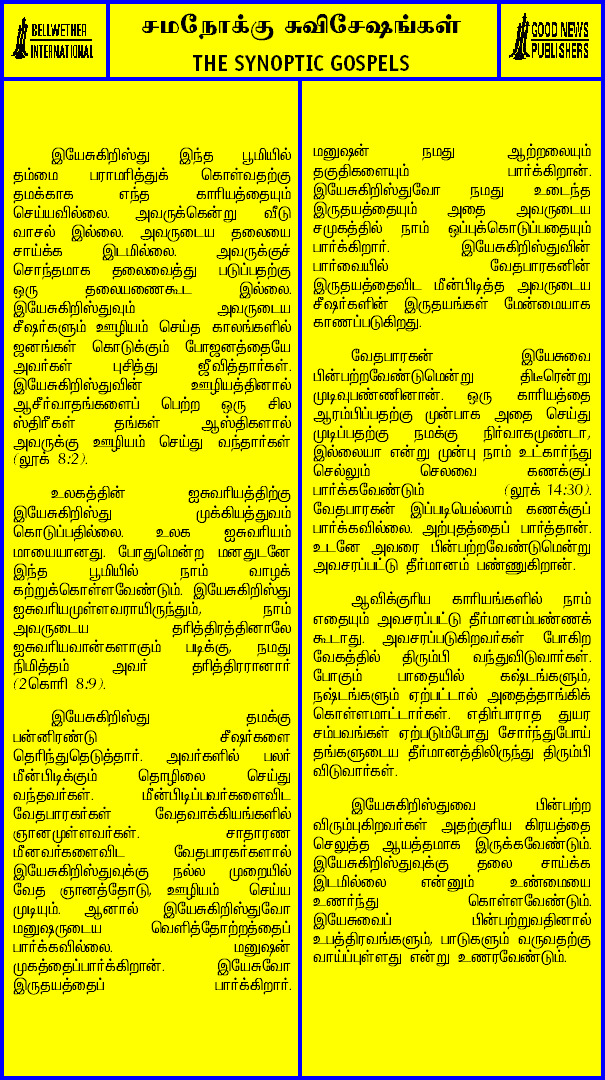 BELLWETHER
INTERNATIONAL
சமநோக்கு சுவிசேஷங்கள்
THE SYNOPTIC GOSPELS
GOOD NEWS
PUBLISHERS
இயேசுகிறிஸ்து இந்த பூமியில்
தம்மை பராமரித்துக் கொள்வதற்கு
தமக்காக எந்த காரியத்தையும்
செய்யவில்லை. அவருக்கென்று வீடு
வாசல் இல்லை. அவருடைய தலையை
சாய்க்க இடமில்லை. அவருக்குச்
சொந்தமாக தலைவைத்து படுப்பதற்கு
ஒரு தலையணைகூட இல்லை.
இயேசுகிறிஸ்துவும் அவருடைய
சீஷர்களும் ஊழியம் செய்த காலங்களில்
ஜனங்கள் கொடுக்கும் போஜனத்தையே
அவர்கள் புசித்து ஜீவித்தார்கள்.
இயேசுகிறிஸ்துவின் ஊழியத்தினால்
ஆசீர்வாதங்களைப் பெற்ற ஒரு சில
ஸ்திரீகள் தங்கள் ஆஸ்திகளால்
அவருக்கு ஊழியம் செய்து வந்தார்கள்
(லூக் 8:2).
உலகத்தின் ஐசுவரியத்திற்கு
இயேசுகிறிஸ்து முக்கியத்துவம்
கொடுப்பதில்லை. உலக ஐசுவரியம்
மாயையானது. போதுமென்ற மனதுடனே
இந்த பூமியில் நாம் வாழக்
கற்றுக்கொள்ளவேண்டும். இயேசுகிறிஸ்து
ஐசுவரியமுள்ளவராயிருந்தும், நாம்
அவருடைய தரித்திரத்தினாலே
ஐசுவரியவான்களாகும் படிக்கு, நமது
நிமித்தம் அவர் தரித்திரரானார்
(2கொரி 8:9).
இயேசுகிறிஸ்து தமக்கு
பன்னிரண்டு சீஷர்களை
தெரிந்துதெடுத்தார். அவர்களில் பலர்
மீன்பிடிக்கும் தொழிலை செய்து
வந்தவர்கள். மீன்பிடிப்பவர்களைவிட
வேதபாரகர்கள் வேதவாக்கியங்களில்
ஞானமுள்ளவர்கள். சாதாரண
மீனவர்களைவிட வேதபாரகர்களால்
இயேசுகிறிஸ்துவுக்கு நல்ல முறையில்
வேத ஞானத்தோடு, ஊழியம் செய்ய
முடியும். ஆனால் இயேசுகிறிஸ்துவோ
மனுஷருடைய வெளித்தோற்றத்தைப்
பார்க்கவில்லை. மனுஷன்
முகத்தைப்பார்க்கிறான். இயேசுவோ
இருதயத்தைப் பார்க்கிறார்.
மனுஷன் நமது ஆற்றலையும்
தகுதிகளையும் பார்க்கிறான்.
இயேசுகிறிஸ்துவோ நமது உடைந்த
இருதயத்தையும் அதை அவருடைய
சமுகத்தில் நாம் ஒப்புக்கொடுப்பதையும்
பார்க்கிறார். இயேசுகிறிஸ்துவின்
பார்வையில் வேதபாரகனின்
இருதயத்தைவிட மீன்பிடித்த அவருடைய
சீஷர்களின் இருதயங்கள் மேன்மையாக
காணப்படுகிறது.
வேதபாரகன் இயேசுவை
பின்பற்றவேண்டுமென்று திடீரென்று
முடிவுபண்ணினான். ஒரு காரியத்தை
ஆரம்பிப்பதற்கு முன்பாக அதை செய்து
முடிப்பதற்கு நமக்கு நிர்வாகமுண்டா,
இல்லையா என்று முன்பு நாம் உட்கார்ந்து
செல்லும் செலவை கணக்குப்
பார்க்கவேண்டும் (லூக் 14:30).
வேதபாரகன் இப்படியெல்லாம் கணக்குப்
பார்க்கவில்லை. அற்புதத்தைப் பார்த்தான்.
உடனே அவரை பின்பற்றவேண்டுமென்று
அவசரப்பட்டு தீர்மானம் பண்ணுகிறான்.
ஆவிக்குரிய காரியங்களில் நாம்
எதையும் அவசரப்பட்டு தீர்மானம்பண்ணக்
கூடாது. அவசரப்படுகிறவர்கள் போகிற
வேகத்தில் திரும்பி வந்துவிடுவார்கள்.
போகும் பாதையில் கஷ்டங்களும்,
நஷ்டங்களும் ஏற்பட்டால் அதைத்தாங்கிக்
கொள்ளமாட்டார்கள். எதிர்பாராத துயர
சம்பவங்கள் ஏற்படும்போது சோர்ந்துபோய்
தங்களுடைய தீர்மானத்திலிருந்து திரும்பி
விடுவார்கள்.
இயேசுகிறிஸ்துவை பின்பற்ற
விரும்புகிறவர்கள் அதற்குரிய கிரயத்தை
செலுத்த ஆயத்தமாக இருக்கவேண்டும்.
இயேசுகிறிஸ்துவுக்கு தலை சாய்க்க
இடமில்லை என்னும் உண்மையை
உணர்ந்து கொள்ளவேண்டும்.
இயேசுவைப் பின்பற்றுவதினால்
உபத்திரவங்களும், பாடுகளும் வருவதற்கு
வாய்ப்புள்ளது என்று உணரவேண்டும்.